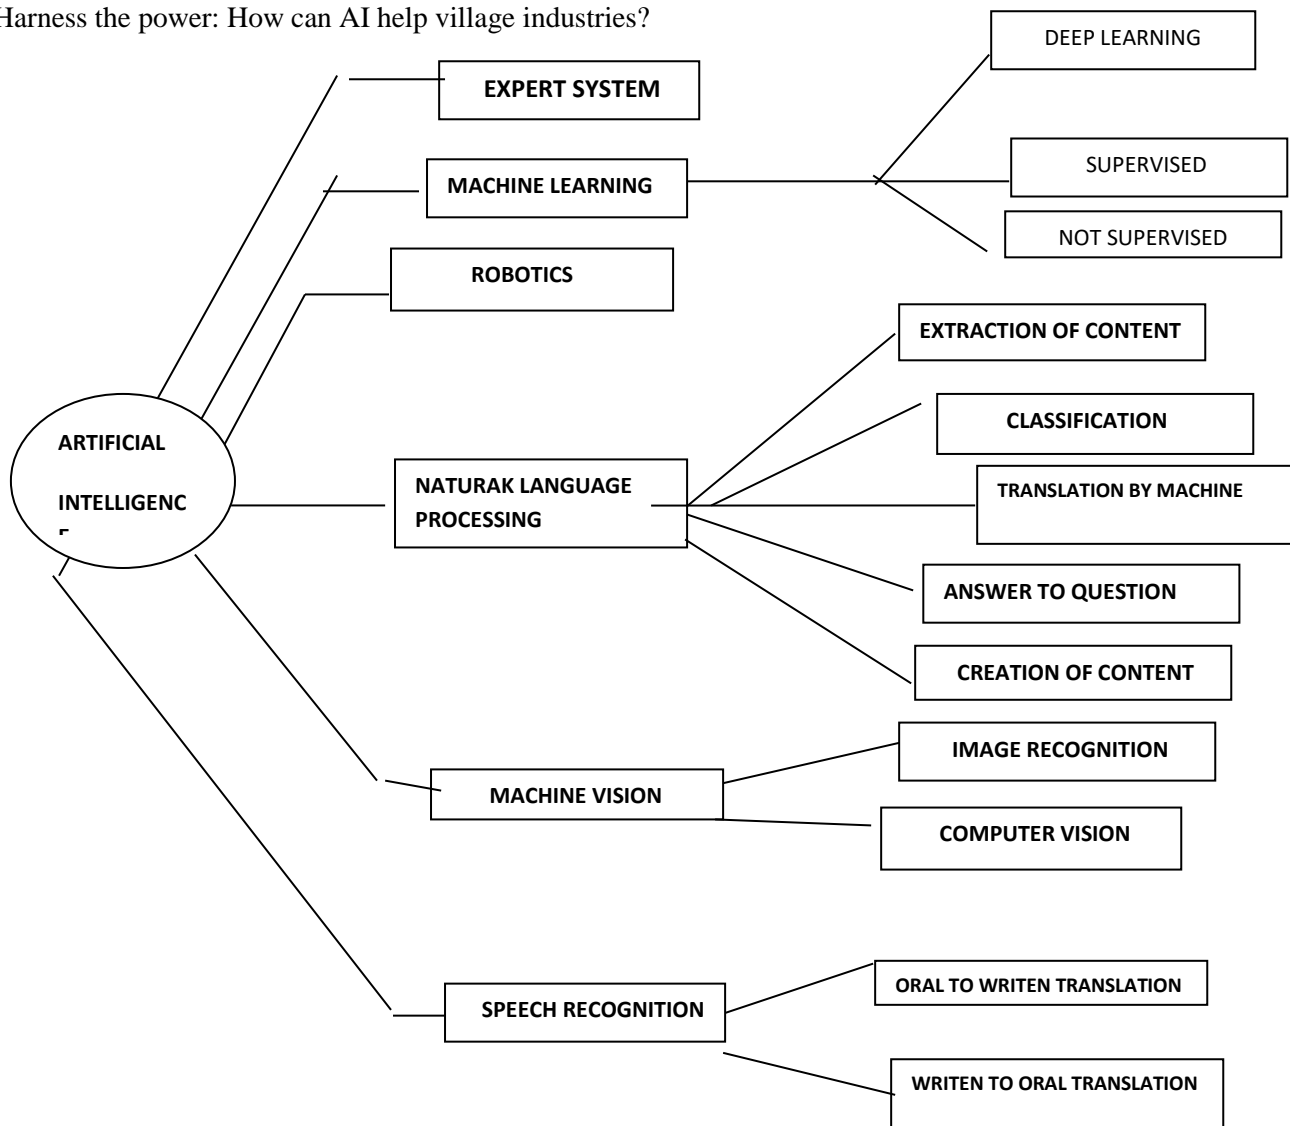 Harness the power: How can AI help village industries?
DEEP LEARNING
EXPERT SYSTEM
MACHINE LEARNING
SUPERVISED
NOT SUPERVISED
ROBOTICS
EXTRACTION OF CONTENT
CLASSIFICATION
ARTIFICIAL
INTELLIGENC
E
NATURAK LANGUAGE
PROCESSING
TRANSLATION BY MACHINE
ANSWER TO QUESTION
CREATION OF CONTENT
IMAGE RECOGNITION
MACHINE VISION
COMPUTER VISION
ORAL TO WRITEN TRANSLATION
SPEECH RECOGNITION
WRITEN TO ORAL TRANSLATION